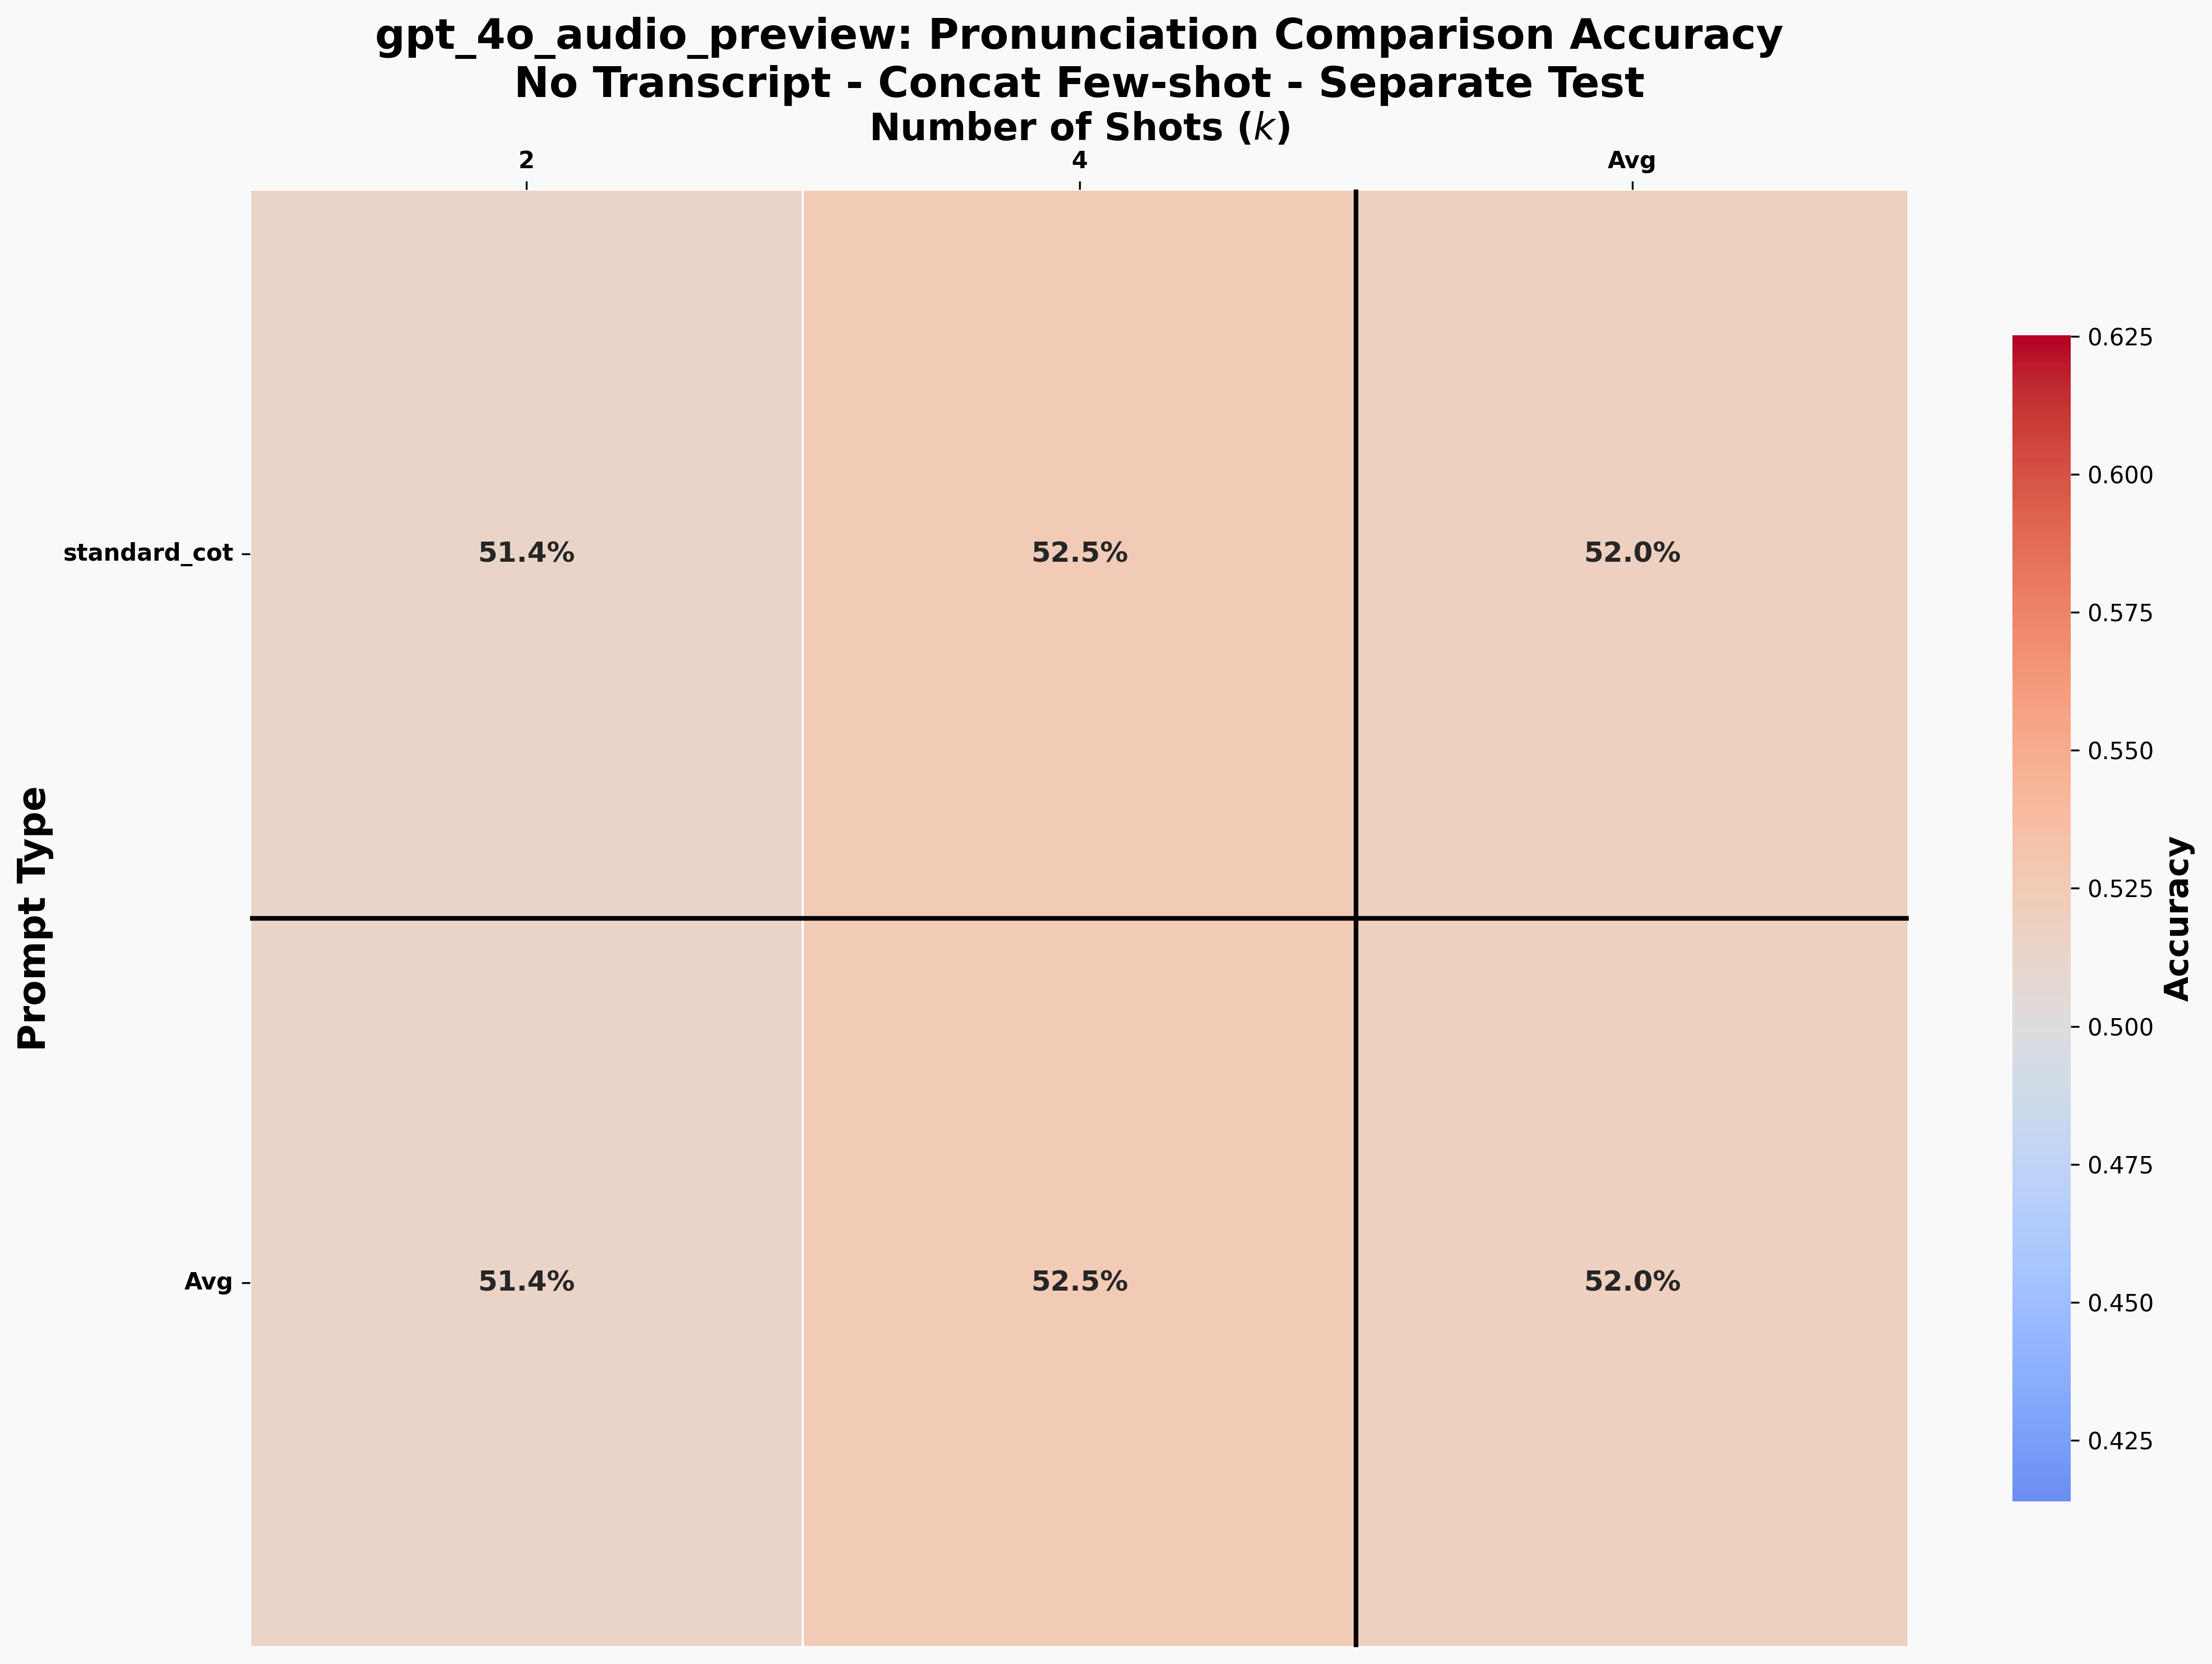 gpt_4o_audio_preview: Pronunciation Comparison Accuracy
No Transcript - Concat Few-shot - Separate Test
Number of Shots (k)
2 4 Avg
standard_cot 51.4% 52.5% 52.0%
Avg 51.4% 52.5% 52.0%
Prompt Type
0.625
0.600
0.575
0.550
0.525
0.500
0.475
0.450
0.425
Accuracy